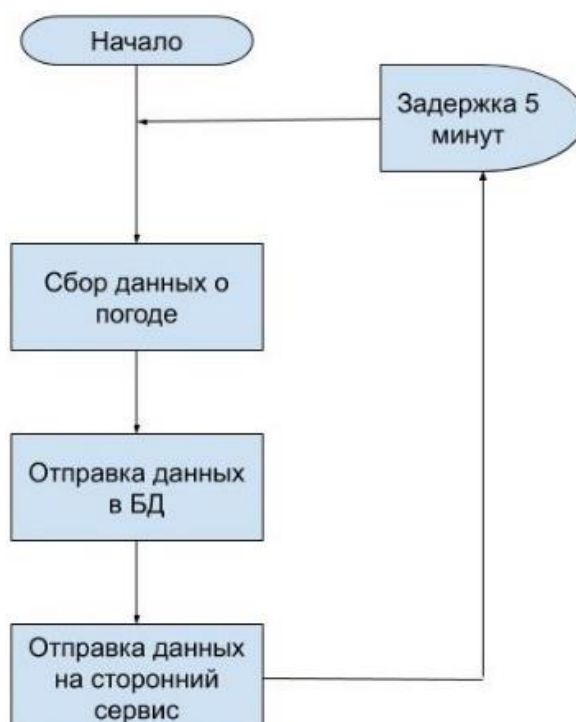 Начало
Задержка 5
минут
Сбор данных о
погоде
Отправка данных
в БД
Отправка данных
на сторонний
сервис